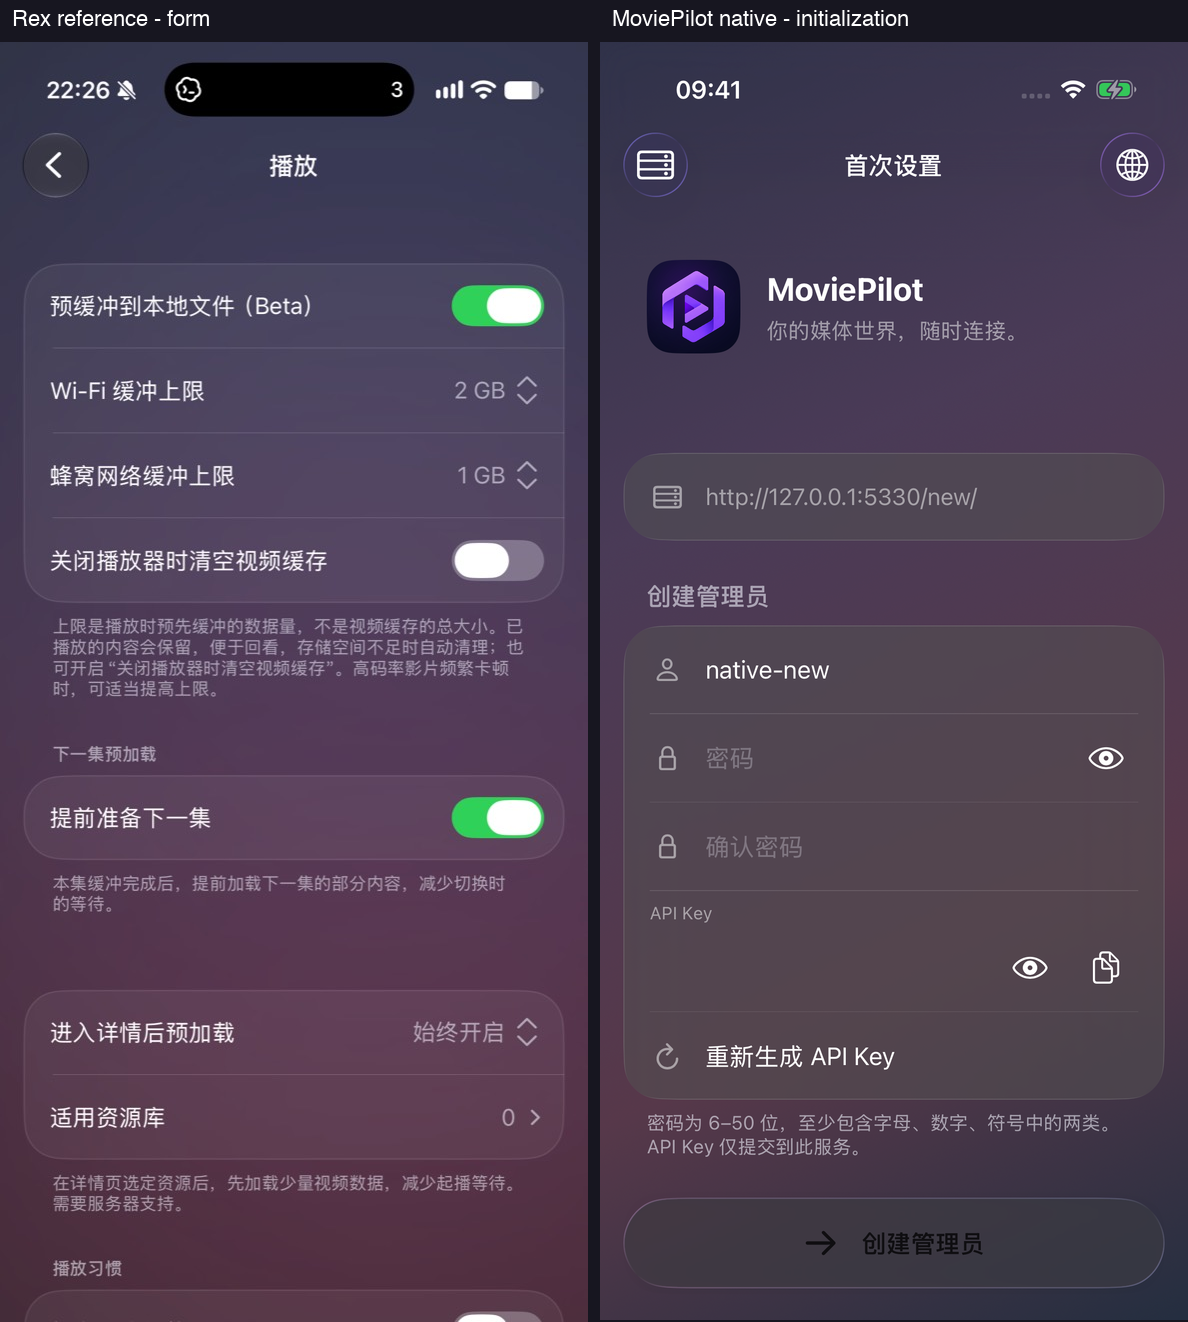 Rex reference - form
22:26
3
播放
预缓冲到本地文件（Beta）
Wi-Fi 缓冲上限
2 GB
蜂窝网络缓冲上限
1 GB
关闭播放器时清空视频缓存
上限是播放时预先缓冲的数据量，不是视频缓存的总大小。已
播放的内容会保留，便于回看，存储空间不足时自动清理；也
可开启“关闭播放器时清空视频缓存”。高码率影片频繁卡顿
时，可适当提高上限。
下一集预加载
提前准备下一集
本集缓冲完成后，提前加载下一集的部分内容，减少切换时
的等待。
进入详情后预加载
始终开启
适用资源库
0
在详情页选定资源后，先加载少量视频数据，减少起播等待。
需要服务器支持。
播放习惯
MoviePilot native - initialization
09:41
首次设置
MoviePilot
你的媒体世界，随时连接。
http://127.0.0.1:5330/new/
创建管理员
native-new
密码
确认密码
API Key
重新生成 API Key
密码为 6–50 位，至少包含字母、数字、符号中的两类。
API Key 仅提交到此服务。
创建管理员